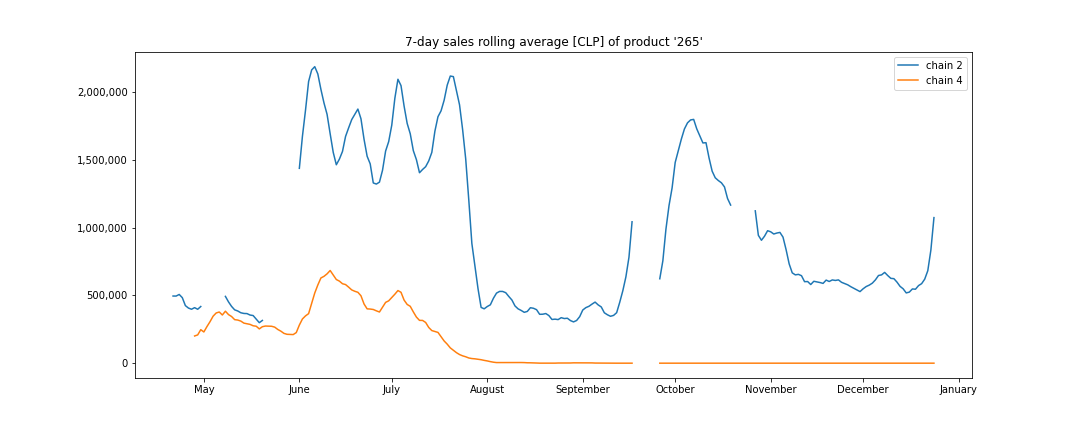 7-day sales rolling average [CLP] of product '265'
chain 2
chain 4
2,000,000
1,500,000
1,000,000
500,000
0
May June July August September October November December January